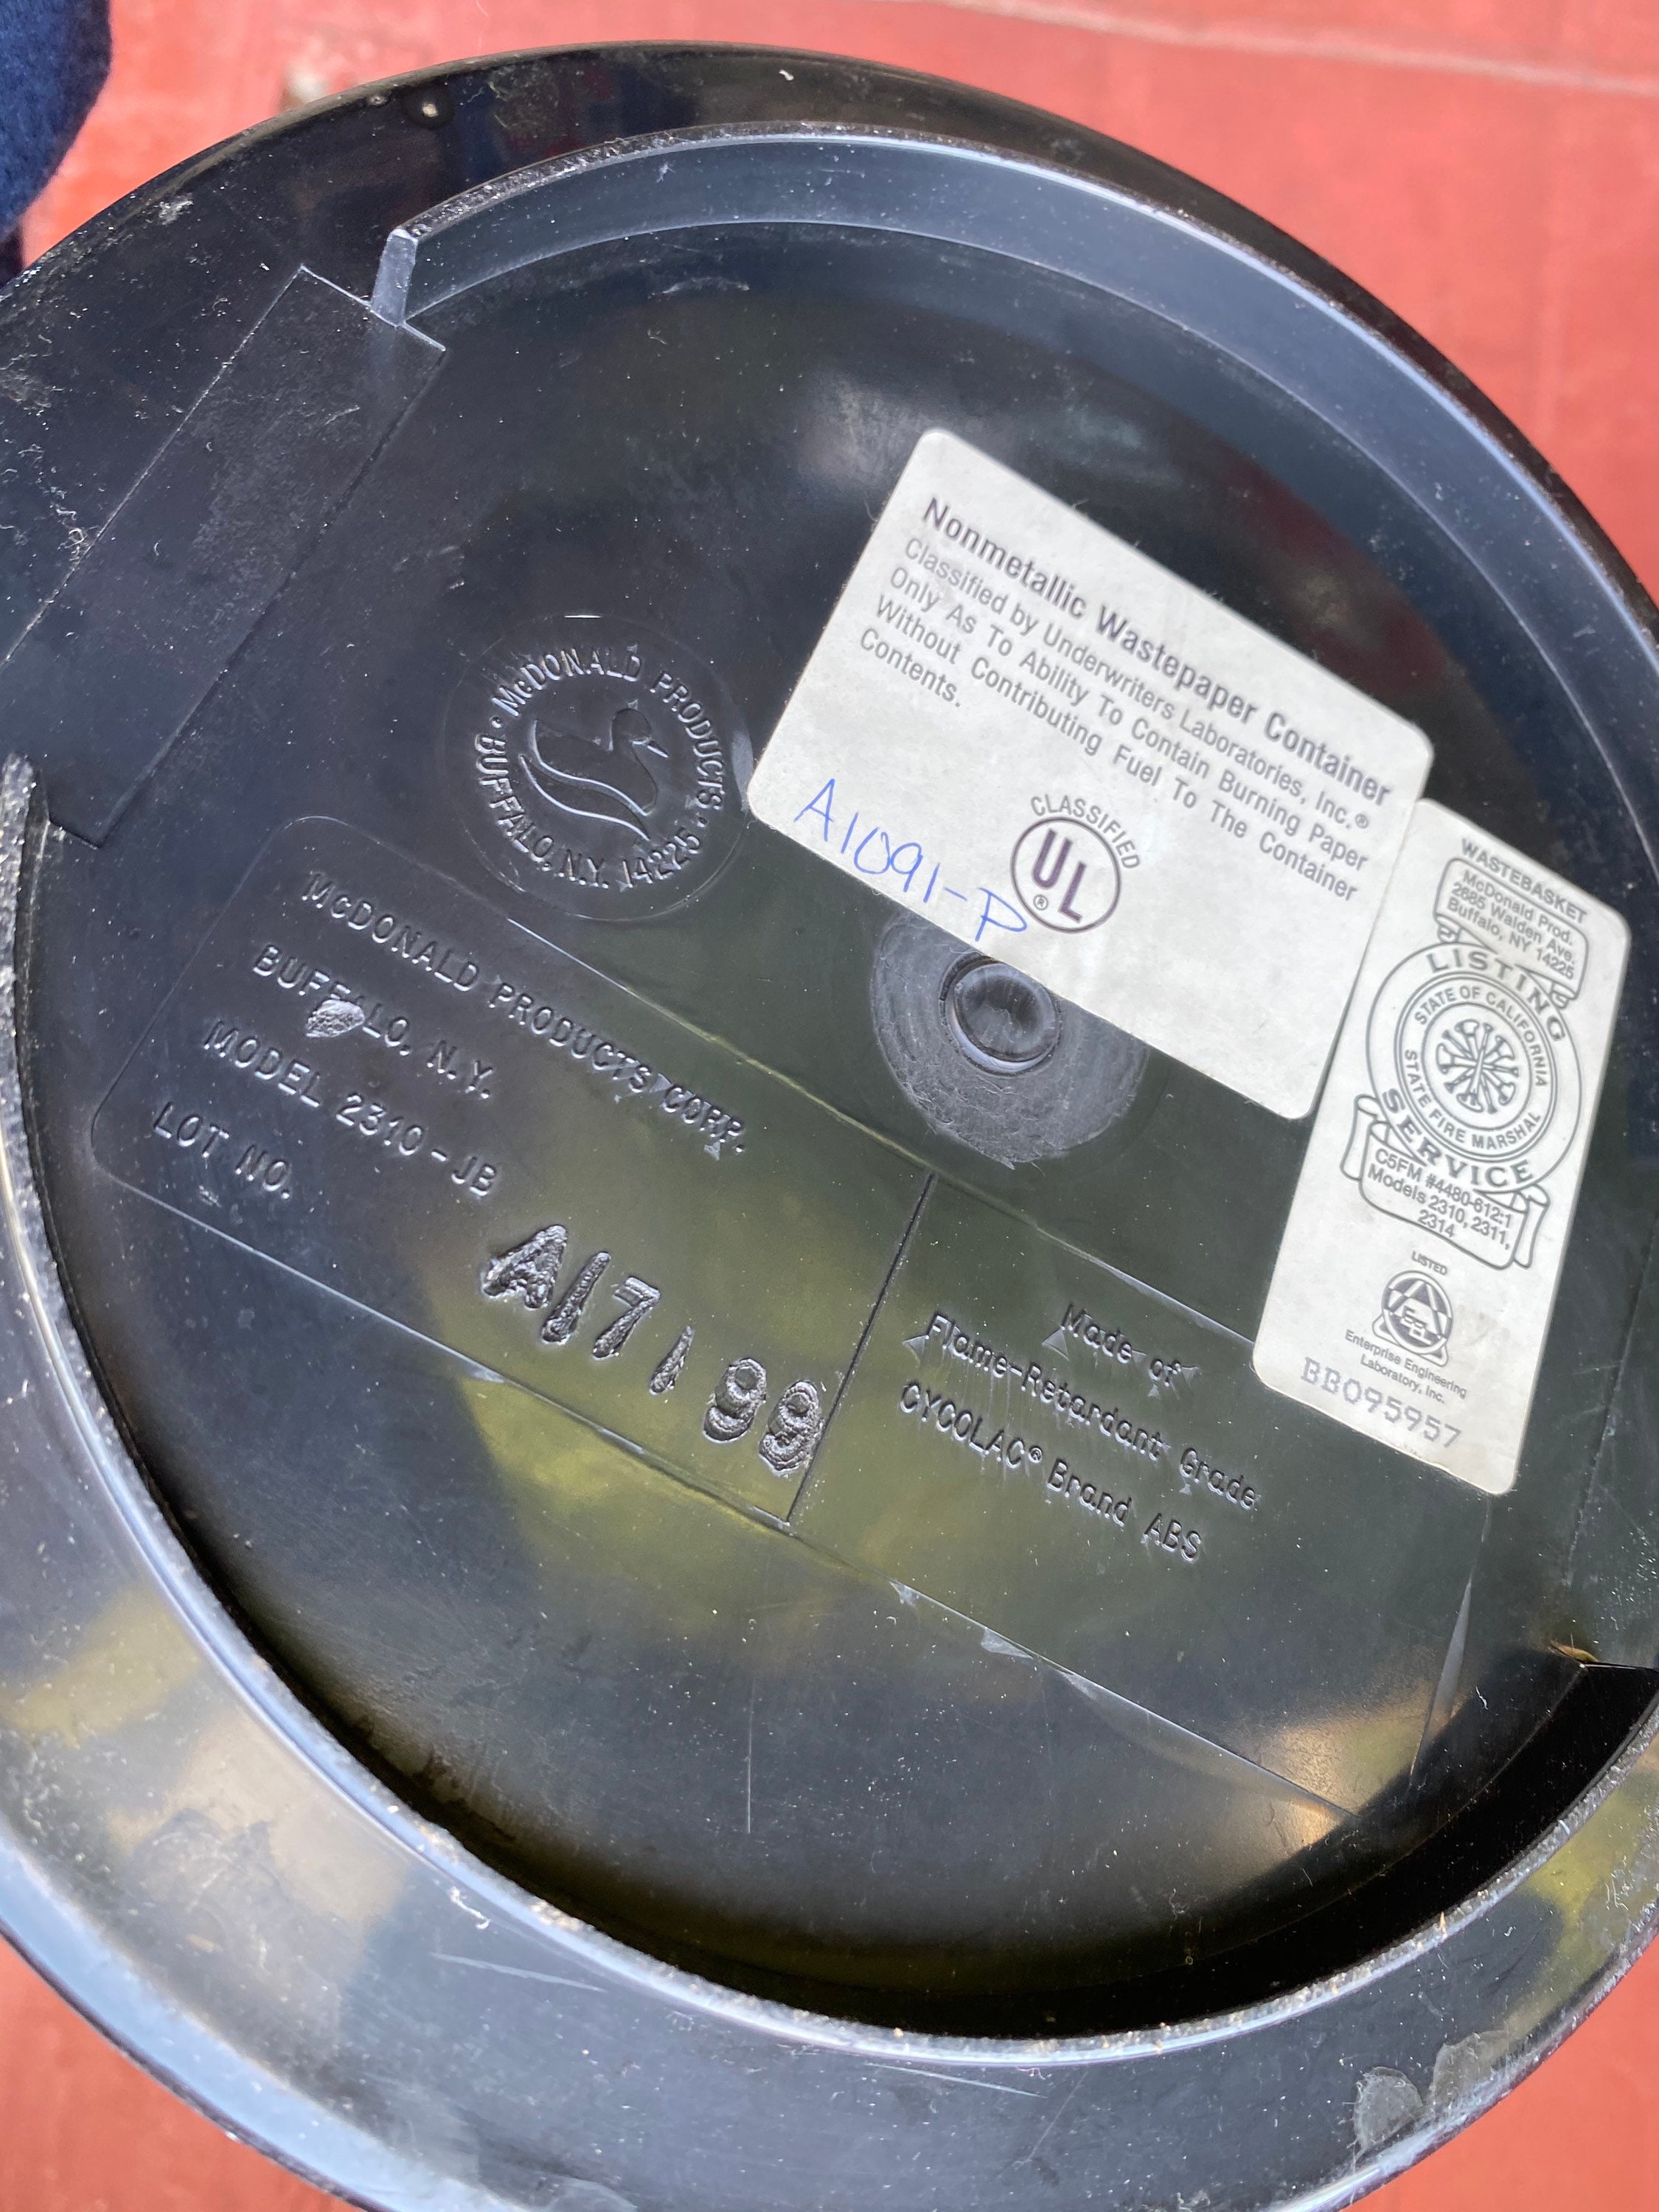 Nonmetallic Wastepaper Container
Classified by Underwriters Laboratories, Inc.®
Only As To Ability To Contain Burning Paper
Without Contributing Fuel To The Container
Contents.
CLASSIFIED
UL
®
A1091-P
WASTEBASKET
McDonald Prod.
2685 Walden Ave.
Buffalo, NY, 14225
LISTING
STATE OF CALIFORNIA
STATE FIRE MARSHAL
SERVICE
C5FM #4480-612:1
Models 2310, 2311,
2314
LISTED
EEL
Enterprise Engineering
Laboratory, Inc.
BB095957
• McDONALD PRODUCTS •
BUFFALO, N.Y. 14225
McDONALD PRODUCTS CORP.
BUFFALO, N.Y.
MODEL 2310-JB
LOT NO.
A17199
Made of
Flame-Retardant Grade
CYCOLAC® Brand ABS